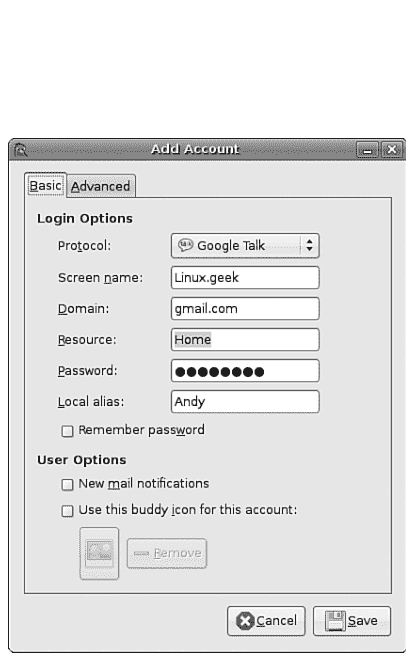 Add Account
Basic Advanced
Login Options
Protocol: Google Talk
Screen name: Linux.geek
Domain: gmail.com
Resource: Home
Password: ●●●●●●●●
Local alias: Andy
Remember password
User Options
New mail notifications
Use this buddy icon for this account:
Remove
Cancel Save